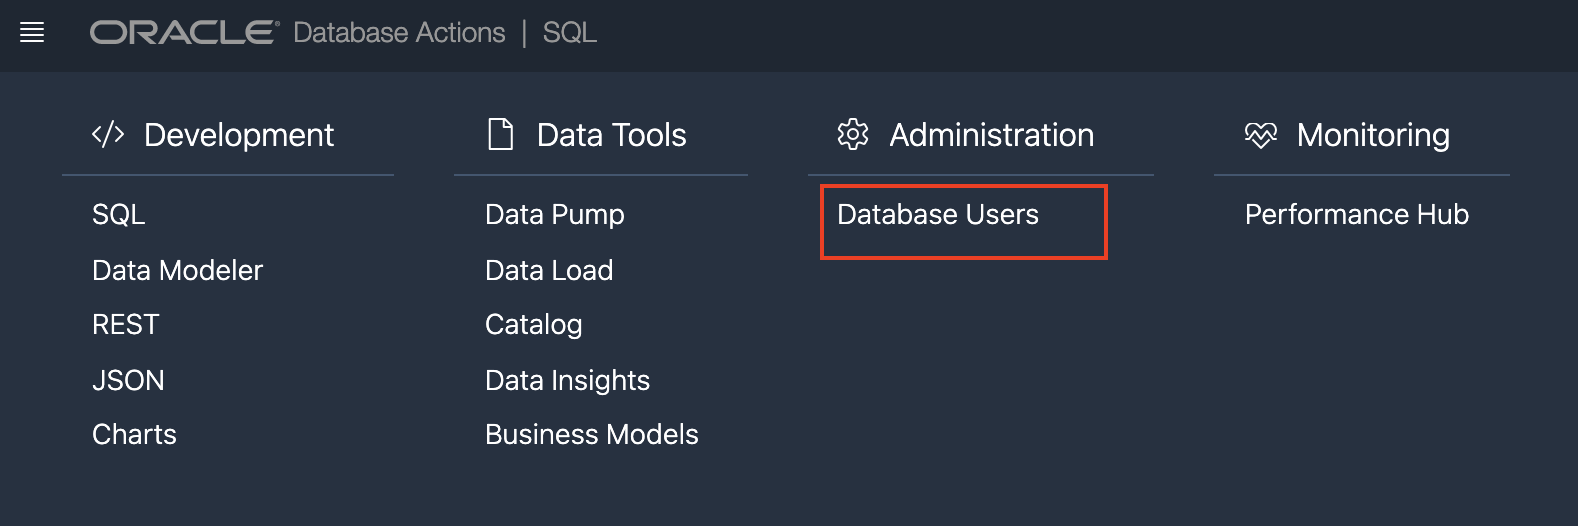 ORACLE® Database Actions | SQL
Development
SQL
Data Modeler
REST
JSON
Charts
Data Tools
Data Pump
Data Load
Catalog
Data Insights
Business Models
Administration
Database Users
Monitoring
Performance Hub